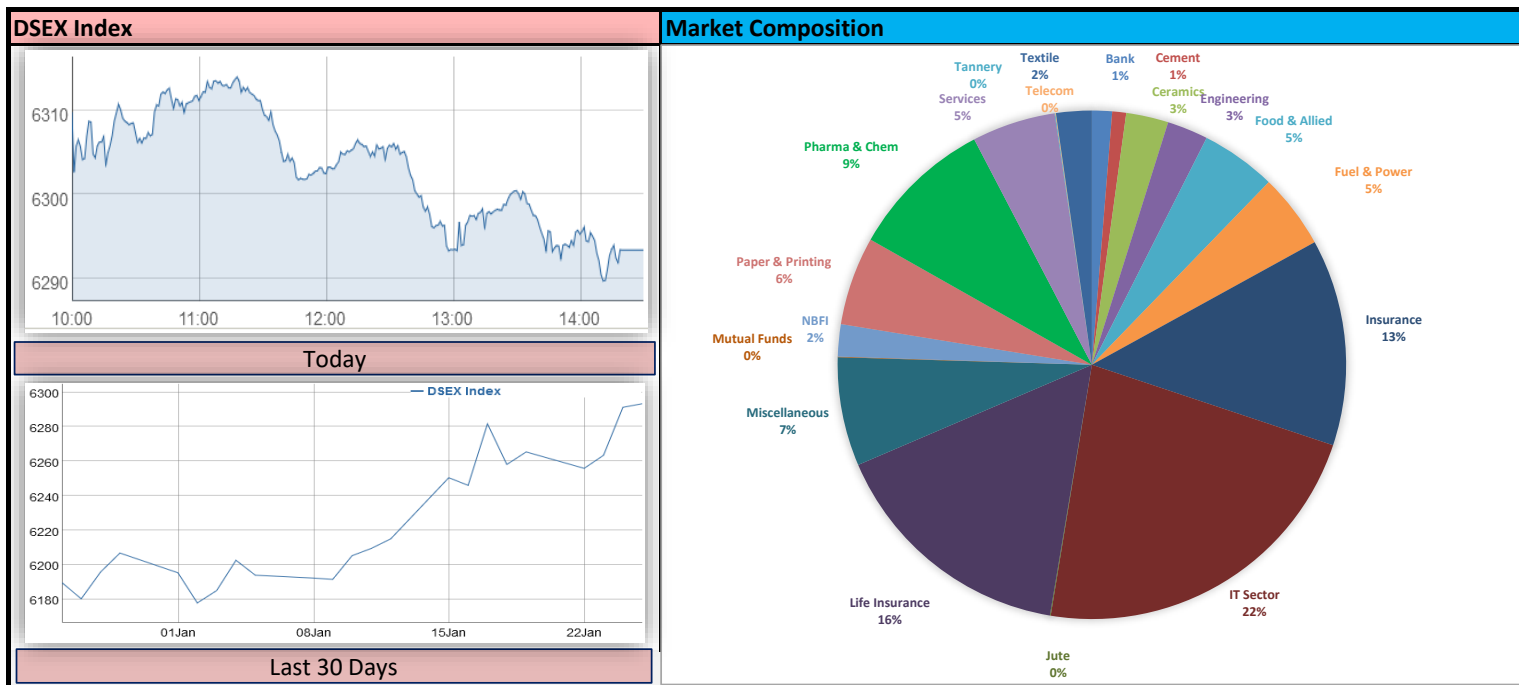 DSEX Index
6310
6300
6290
10:00 11:00 12:00 13:00 14:00
Today
DSEX Index
6300
6280
6260
6240
6220
6200
6180
01Jan 08Jan 15Jan 22Jan
Last 30 Days
Market Composition
Textile
2%
Bank
1%
Cement
1%
Tannery
0%
Telecom
0%
Ceramics
3%
Engineering
3%
Services
5%
Food & Allied
5%
Pharma & Chem
9%
Fuel & Power
5%
Paper & Printing
6%
Insurance
13%
NBFI
2%
Mutual Funds
0%
Miscellaneous
7%
Life Insurance
16%
IT Sector
22%
Jute
0%